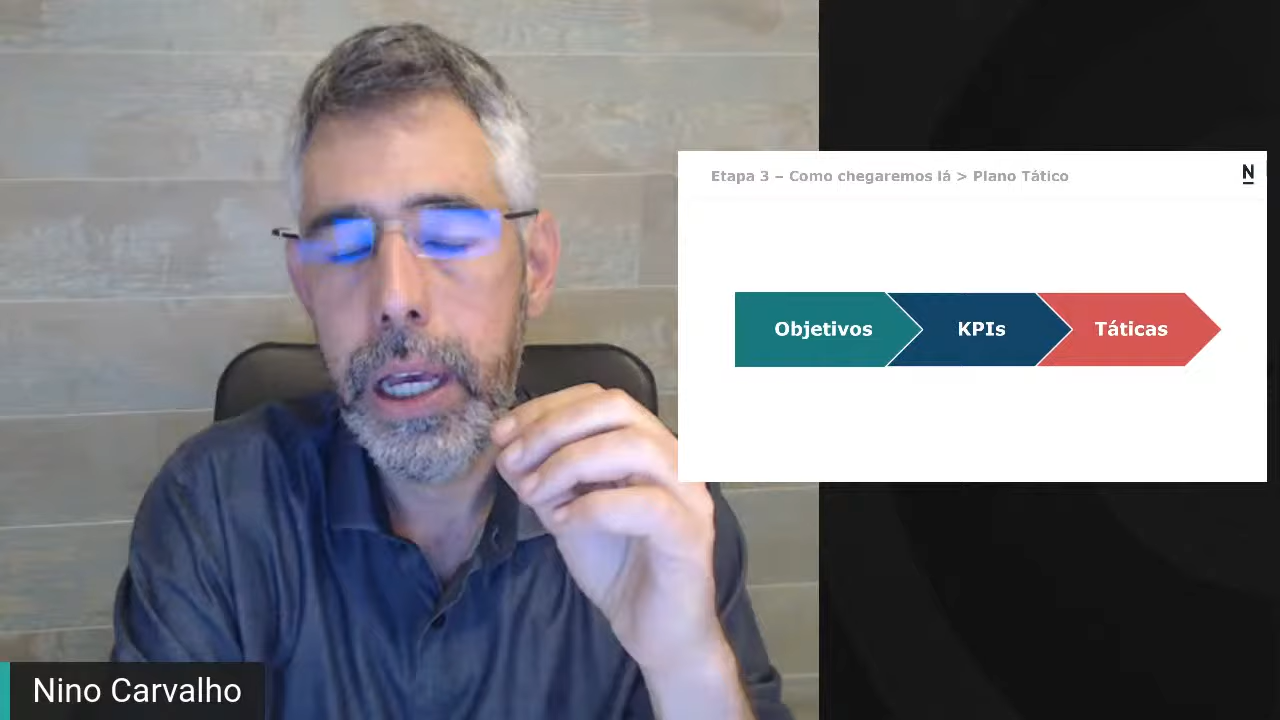 Etapa 3 – Como chegaremos lá > Plano Tático
N
Objetivos
KPIs
Táticas
Nino Carvalho